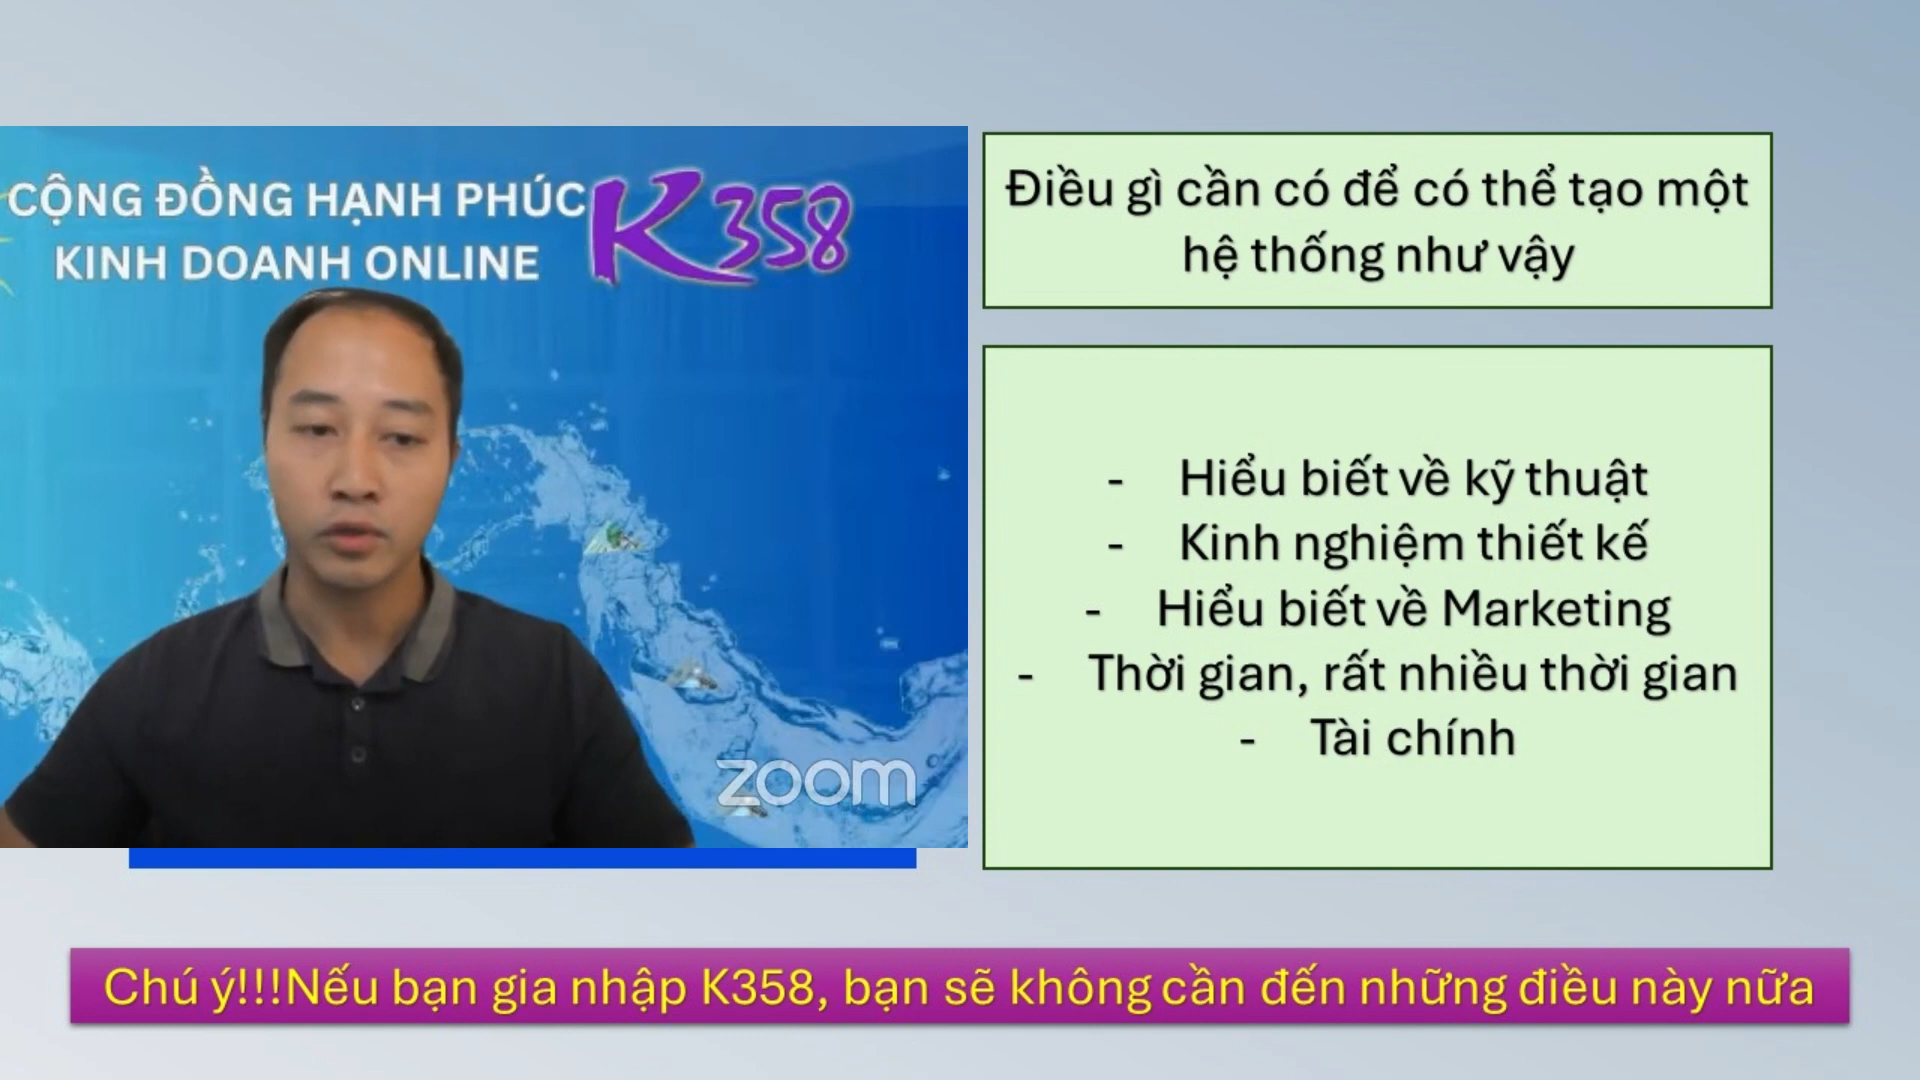 CỘNG ĐỒNG HẠNH PHÚC K358
KINH DOANH ONLINE
zoom
Điều gì cần có để có thể tạo một
hệ thống như vậy
- Hiểu biết về kỹ thuật
- Kinh nghiệm thiết kế
- Hiểu biết về Marketing
- Thời gian, rất nhiều thời gian
- Tài chính
Chú ý!!!Nếu bạn gia nhập K358, bạn sẽ không cần đến những điều này nữa